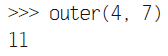 >>> outer(4, 7)
11